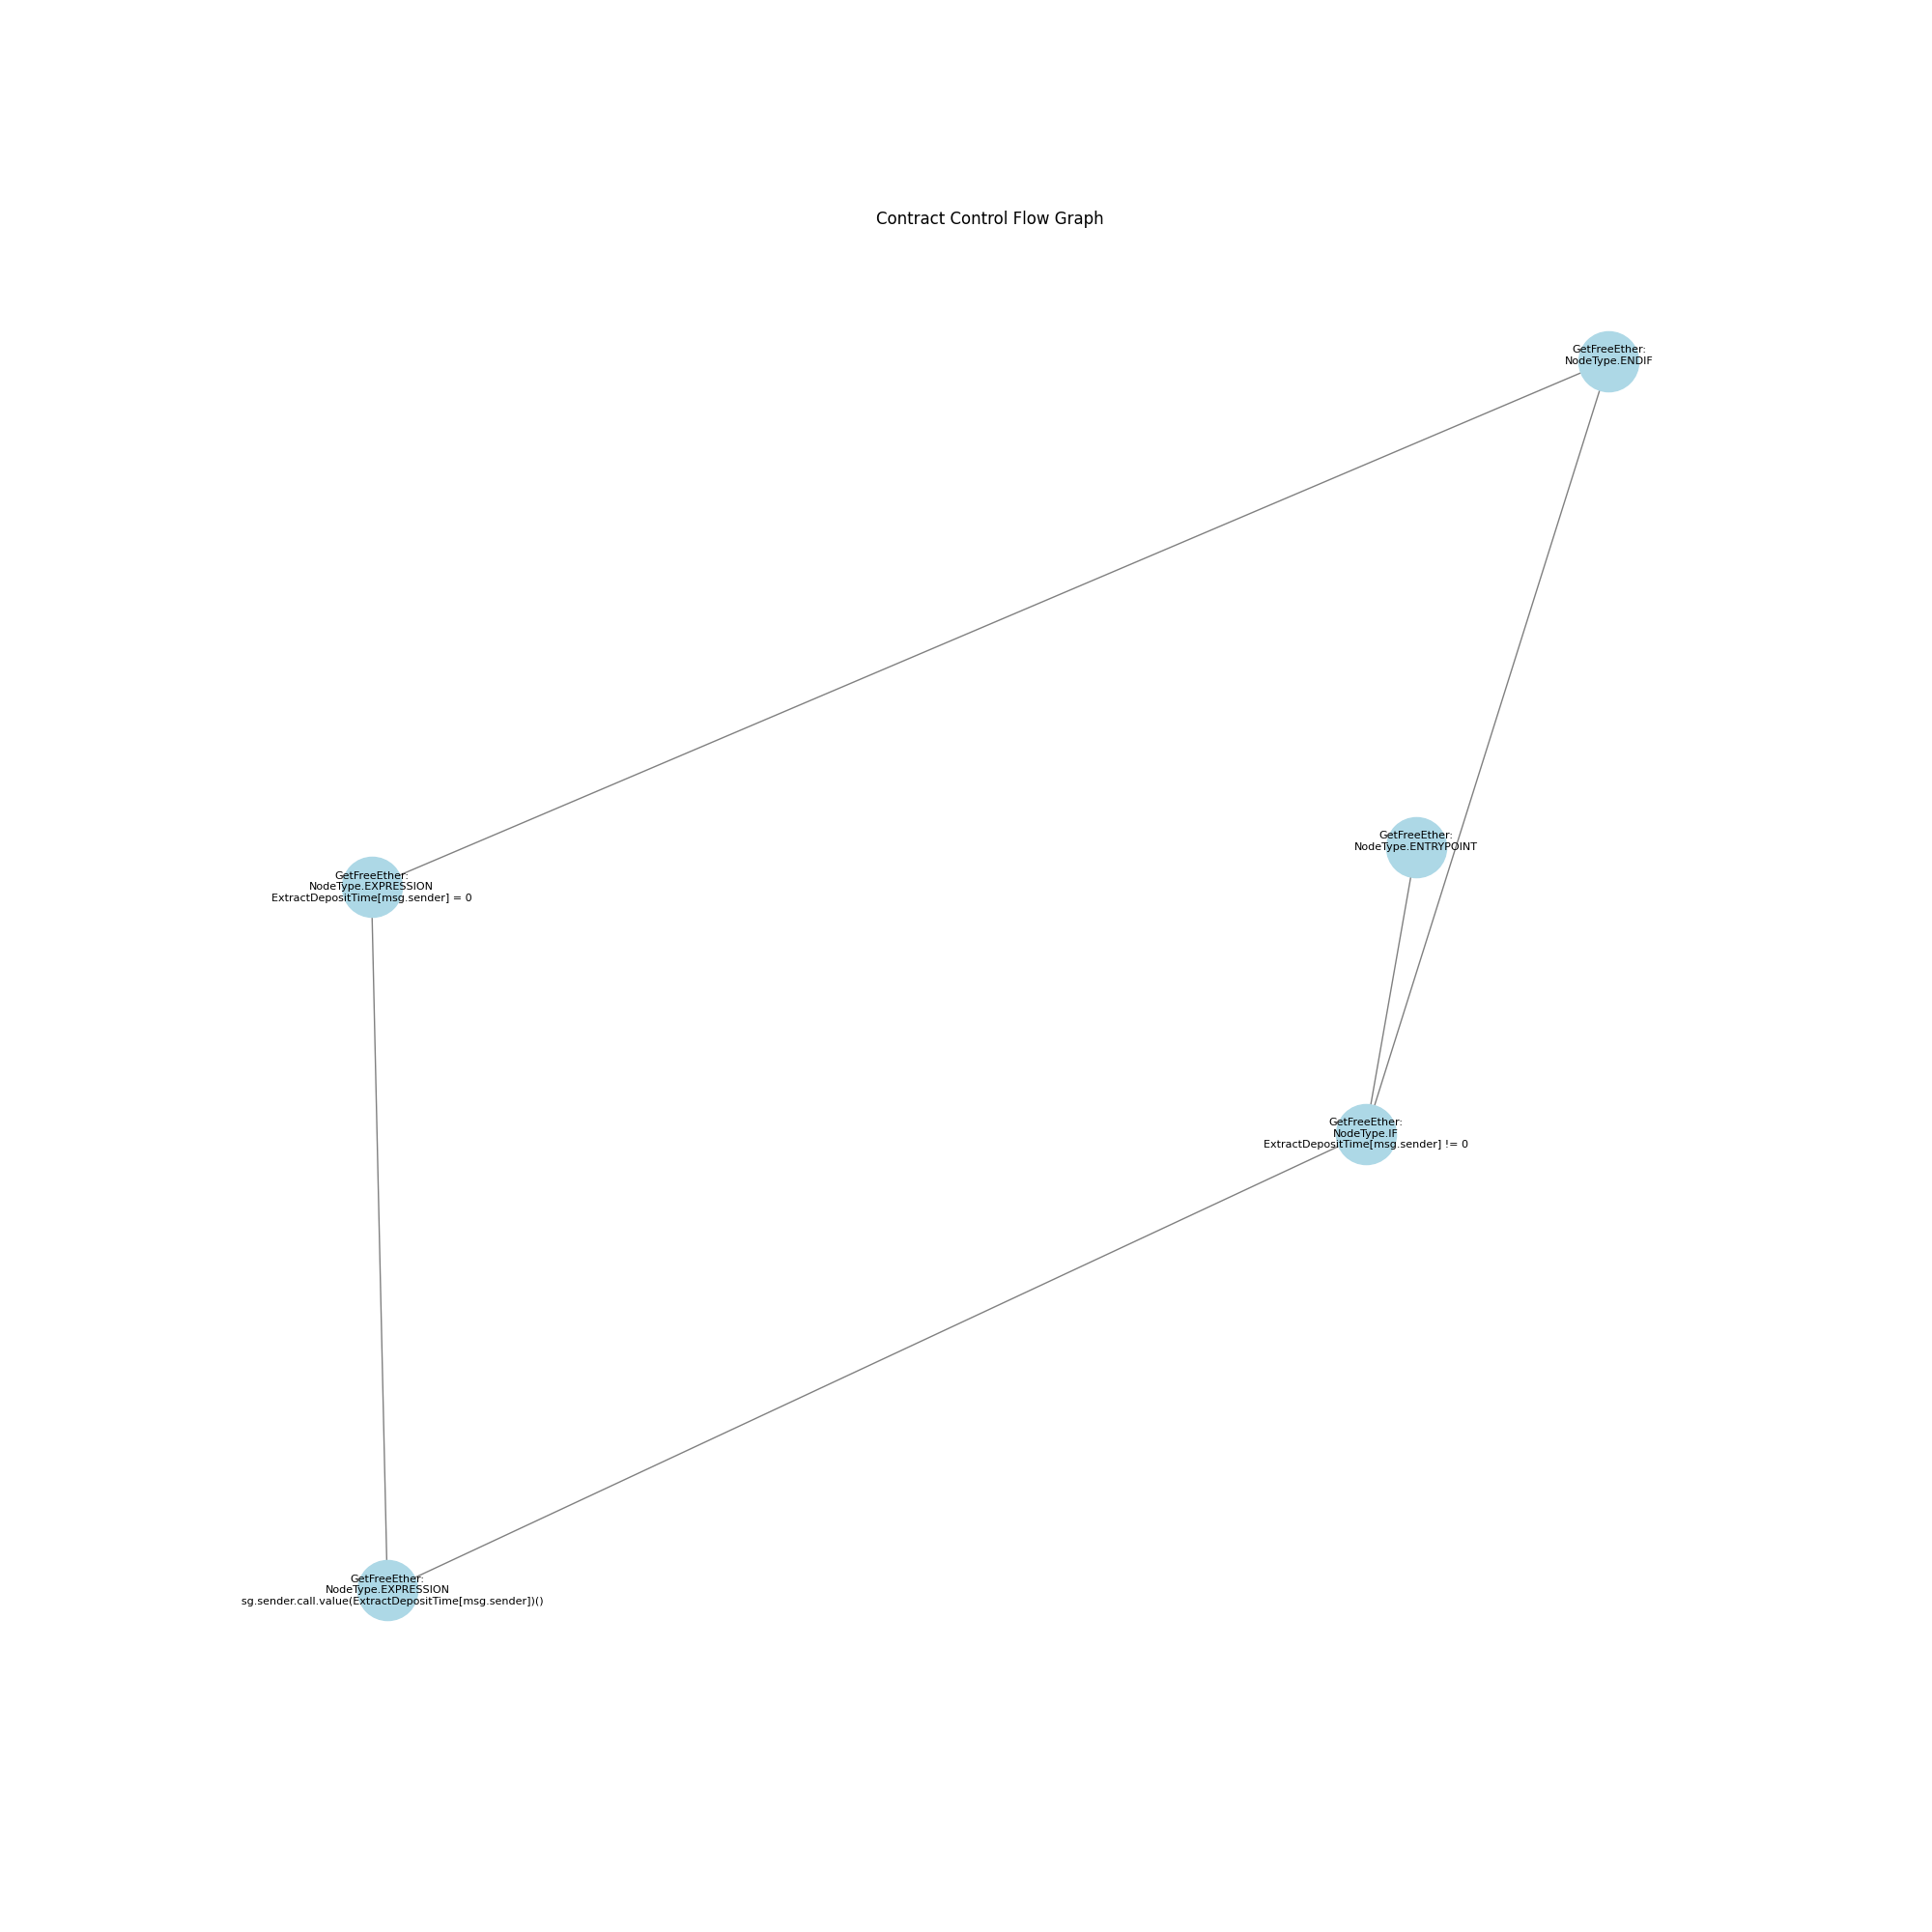 Contract Control Flow Graph
GetFreeEther:
NodeType.ENDIF
GetFreeEther:
NodeType.ENTRYPOINT
GetFreeEther:
NodeType.EXPRESSION
ExtractDepositTime[msg.sender] = 0
GetFreeEther:
NodeType.IF
ExtractDepositTime[msg.sender] != 0
GetFreeEther:
NodeType.EXPRESSION
sg.sender.call.value(ExtractDepositTime[msg.sender])()